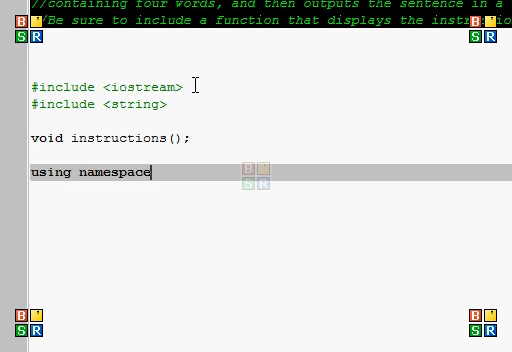 //containing four words, and then outputs the sentence in a
//Be sure to include a function that displays the
B '
S R
B '
S R
#include <iostream>
#include <string>
void instructions();
using namespace
B '
S R
B '
S R
B '
S R